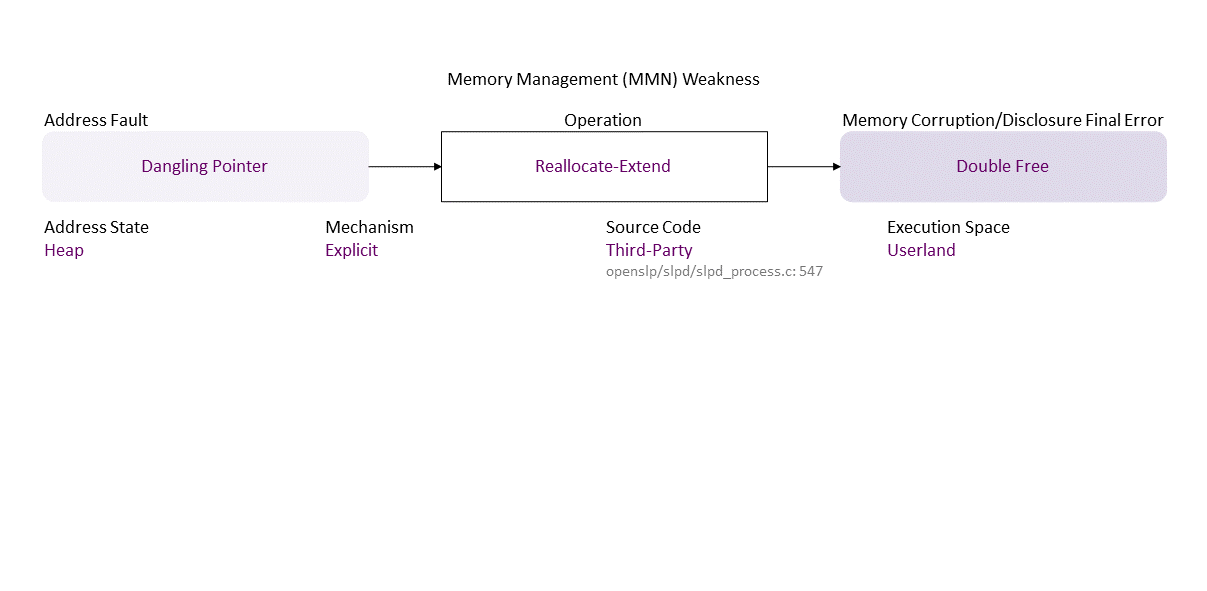 Memory Management (MMN) Weakness
Address Fault
Operation
Memory Corruption/Disclosure Final Error
Dangling Pointer
Reallocate-Extend
Double Free
Address State
Mechanism
Source Code
Execution Space
Heap
Explicit
Third-Party
Userland
openslp/slpd/slpd_process.c: 547